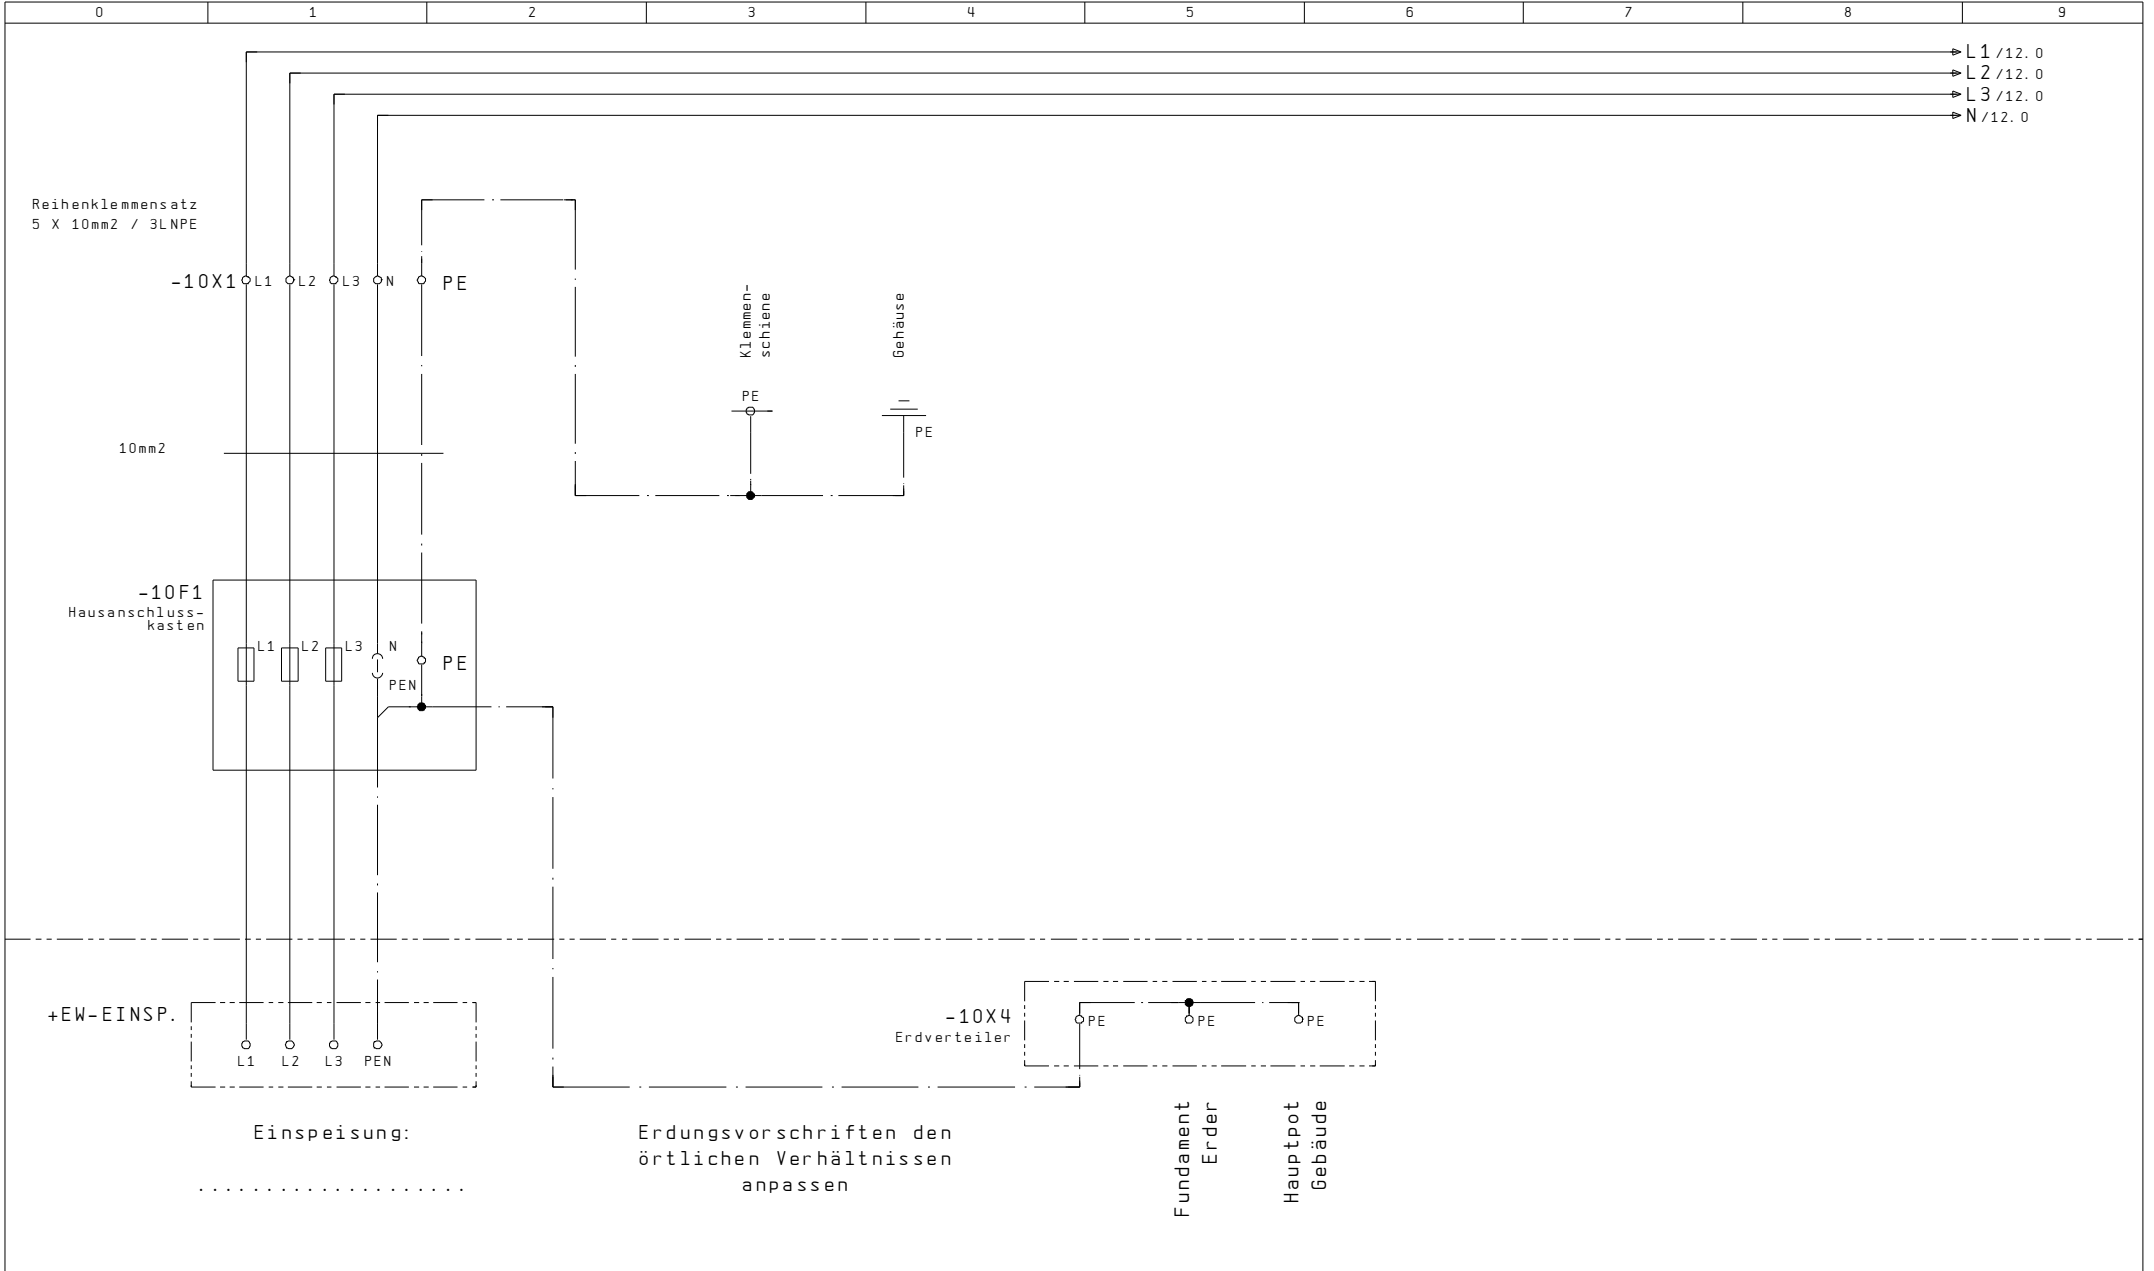 0 1 2 3 4 5 6 7 8 9
L1 /12.0
L2 /12.0
L3 /12.0
N /12.0
Reihenklemmensatz
5 X 10mm2 / 3LNPE
-10X1 L1 L2 L3 N PE
Klemmen-
schiene
Gehäuse
PE
PE
10mm2
-10F1
Hausanschluss-
kasten
L1 L2 L3 N
PE
PEN
+EW-EINSP.
L1 L2 L3 PEN
-10X4
Erdverteiler
PE PE PE
Einspeisung:
....................
Erdungsvorschriften den
örtlichen Verhältnissen
anpassen
Fundament
Erder
Hauptpot
Gebäude